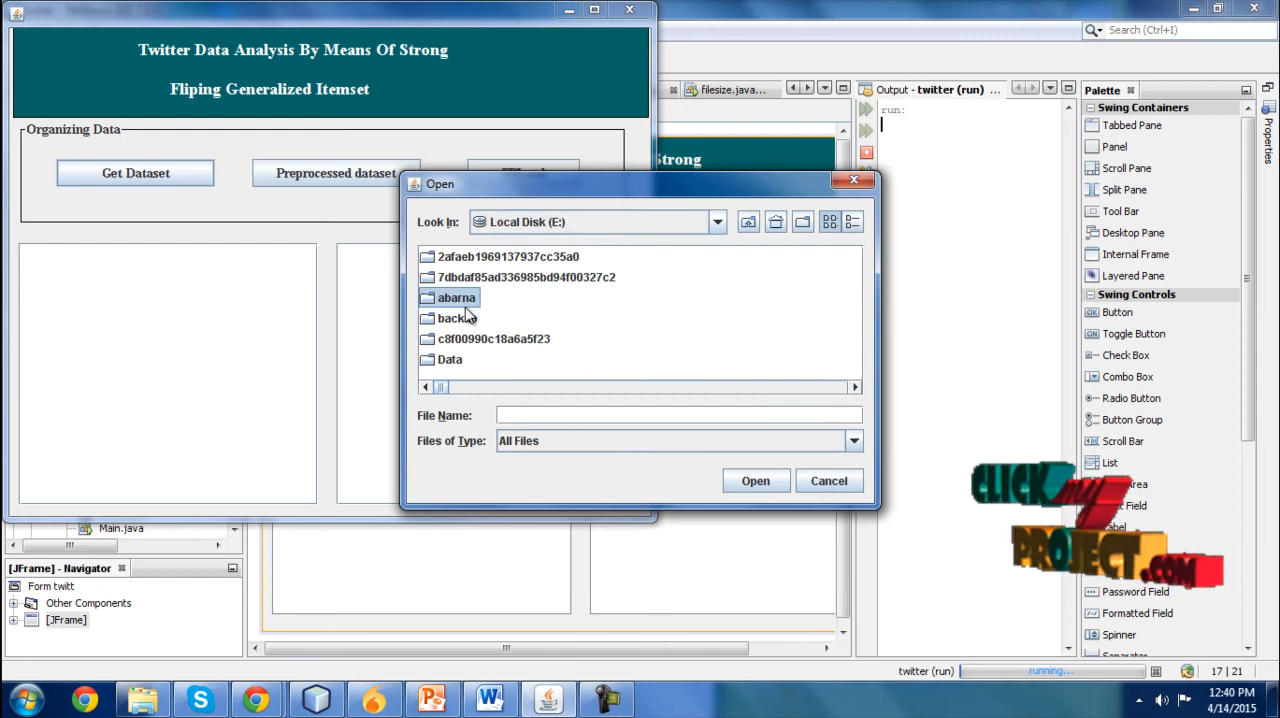 Search (Ctrl+I)
Twitter Data Analysis By Means Of Strong
Fliping Generalized Itemset
Organizing Data
Get Dataset
Preprocessed dataset
filesize.java...
Strong
Output - twitter (run) ...
run:
Palette
Properties
Swing Containers
Tabbed Pane
Panel
Scroll Pane
Split Pane
Tool Bar
Desktop Pane
Internal Frame
Layered Pane
Swing Controls
Button
Toggle Button
Check Box
Combo Box
Radio Button
Button Group
Scroll Bar
List
Password Field
Formatted Field
Spinner
Open
Look In:
Local Disk (E:)
2afaeb1969137937cc35a0
7dbdaf85ad336985bd94f00327c2
abarna
c8f00990c18a6a5f23
Data
File Name:
Files of Type:
All Files
Open
Cancel
CLICK my
PROJECT.COM
Main.java
[JFrame] - Navigator
Form twitt
Other Components
[JFrame]
twitter (run)
running...
17 | 21
12:40 PM
4/14/2015